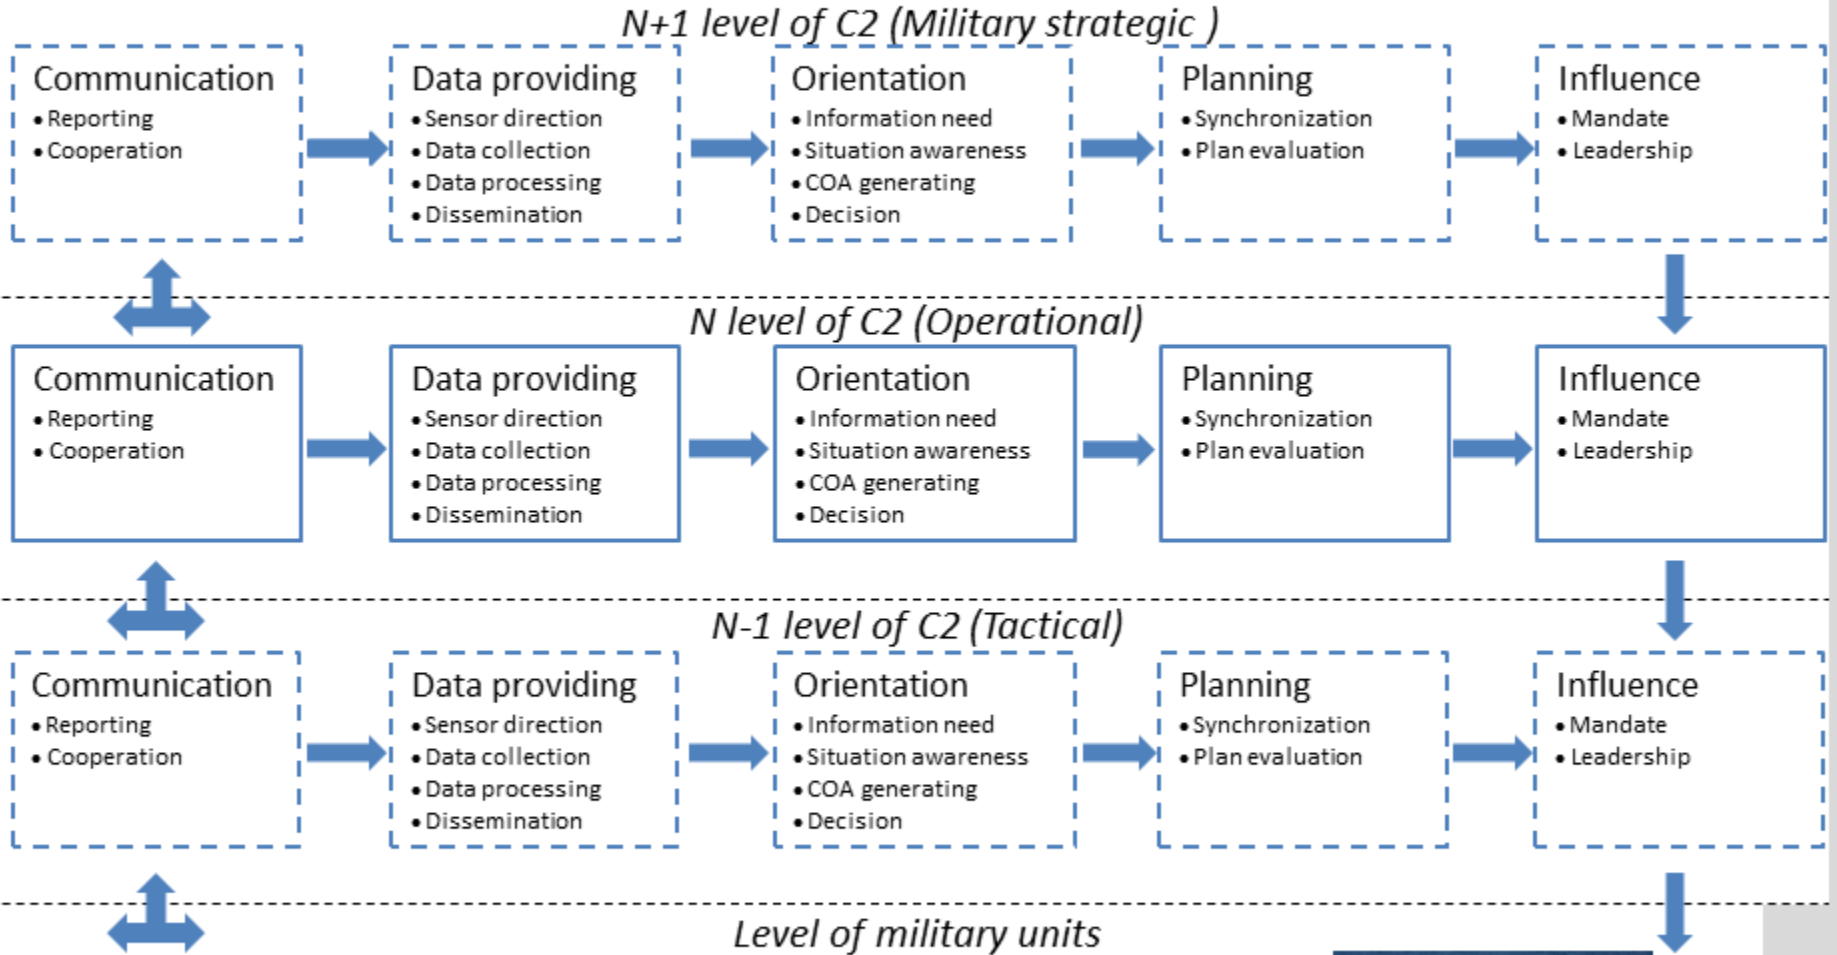 N+1 level of C2 (Military strategic )
Communication
• Reporting
• Cooperation
Data providing
• Sensor direction
• Data collection
• Data processing
• Dissemination
Orientation
• Information need
• Situation awareness
• COA generating
• Decision
Planning
• Synchronization
• Plan evaluation
Influence
• Mandate
• Leadership
N level of C2 (Operational)
Communication
• Reporting
• Cooperation
Data providing
• Sensor direction
• Data collection
• Data processing
• Dissemination
Orientation
• Information need
• Situation awareness
• COA generating
• Decision
Planning
• Synchronization
• Plan evaluation
Influence
• Mandate
• Leadership
N-1 level of C2 (Tactical)
Communication
• Reporting
• Cooperation
Data providing
• Sensor direction
• Data collection
• Data processing
• Dissemination
Orientation
• Information need
• Situation awareness
• COA generating
• Decision
Planning
• Synchronization
• Plan evaluation
Influence
• Mandate
• Leadership
Level of military units